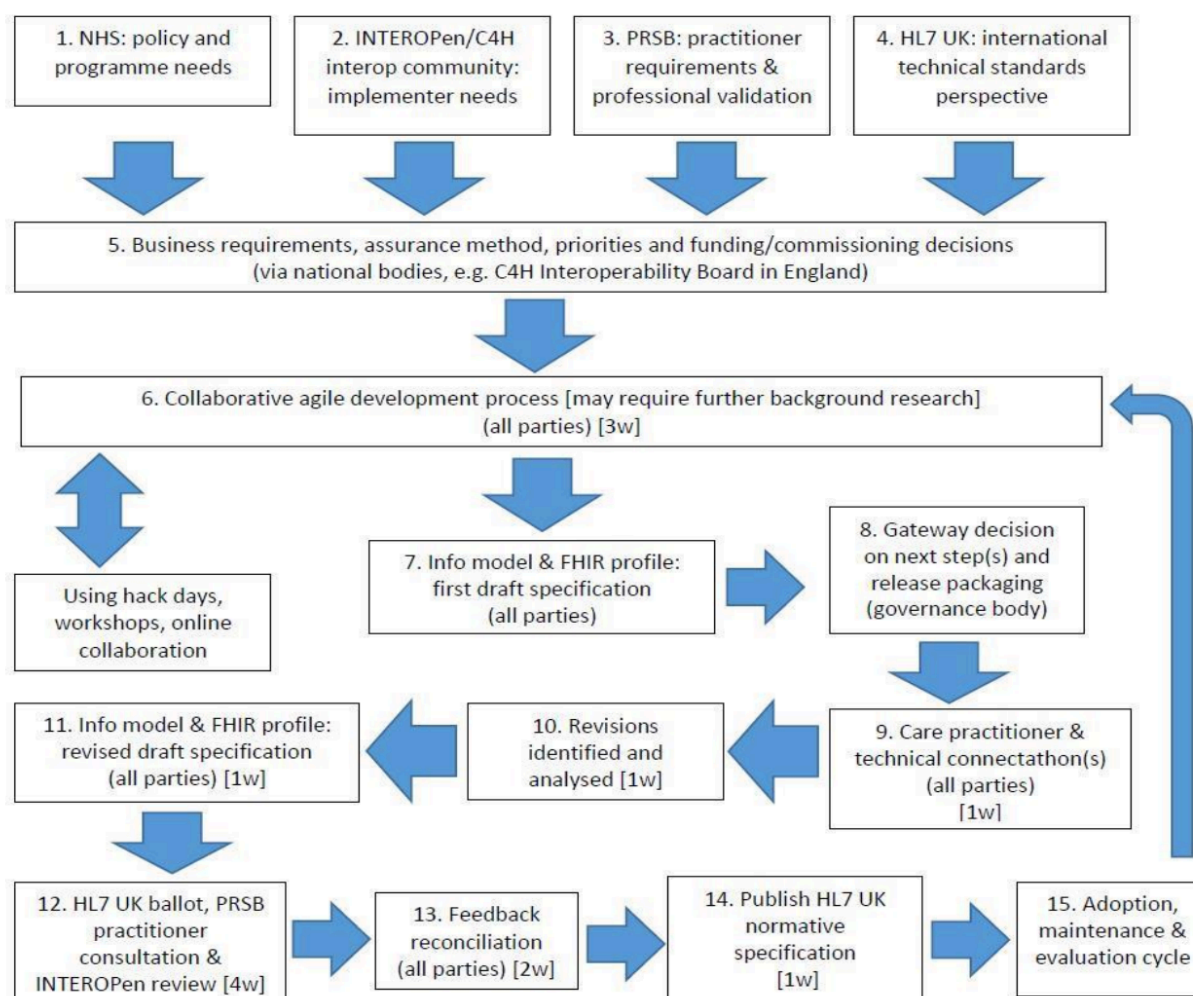 1. NHS: policy and
programme needs
2. INTEROPen/C4H
interop community:
implementer needs
3. PRSB: practitioner
requirements &
professional validation
4. HL7 UK: international
technical standards
perspective
5. Business requirements, assurance method, priorities and funding/commissioning decisions
(via national bodies, e.g. C4H Interoperability Board in England)
6. Collaborative agile development process [may require further background research]
(all parties) [3w]
Using hack days,
workshops, online
collaboration
7. Info model & FHIR profile:
first draft specification
(all parties)
8. Gateway decision
on next step(s) and
release packaging
(governance body)
9. Care practitioner &
technical connectathon(s)
(all parties)
[1w]
10. Revisions
identified and
analysed [1w]
11. Info model & FHIR profile:
revised draft specification
(all parties) [1w]
12. HL7 UK ballot, PRSB
practitioner
consultation &
INTEROPen review [4w]
13. Feedback
reconciliation
(all parties) [2w]
14. Publish HL7 UK
normative
specification
[1w]
15. Adoption,
maintenance &
evaluation cycle